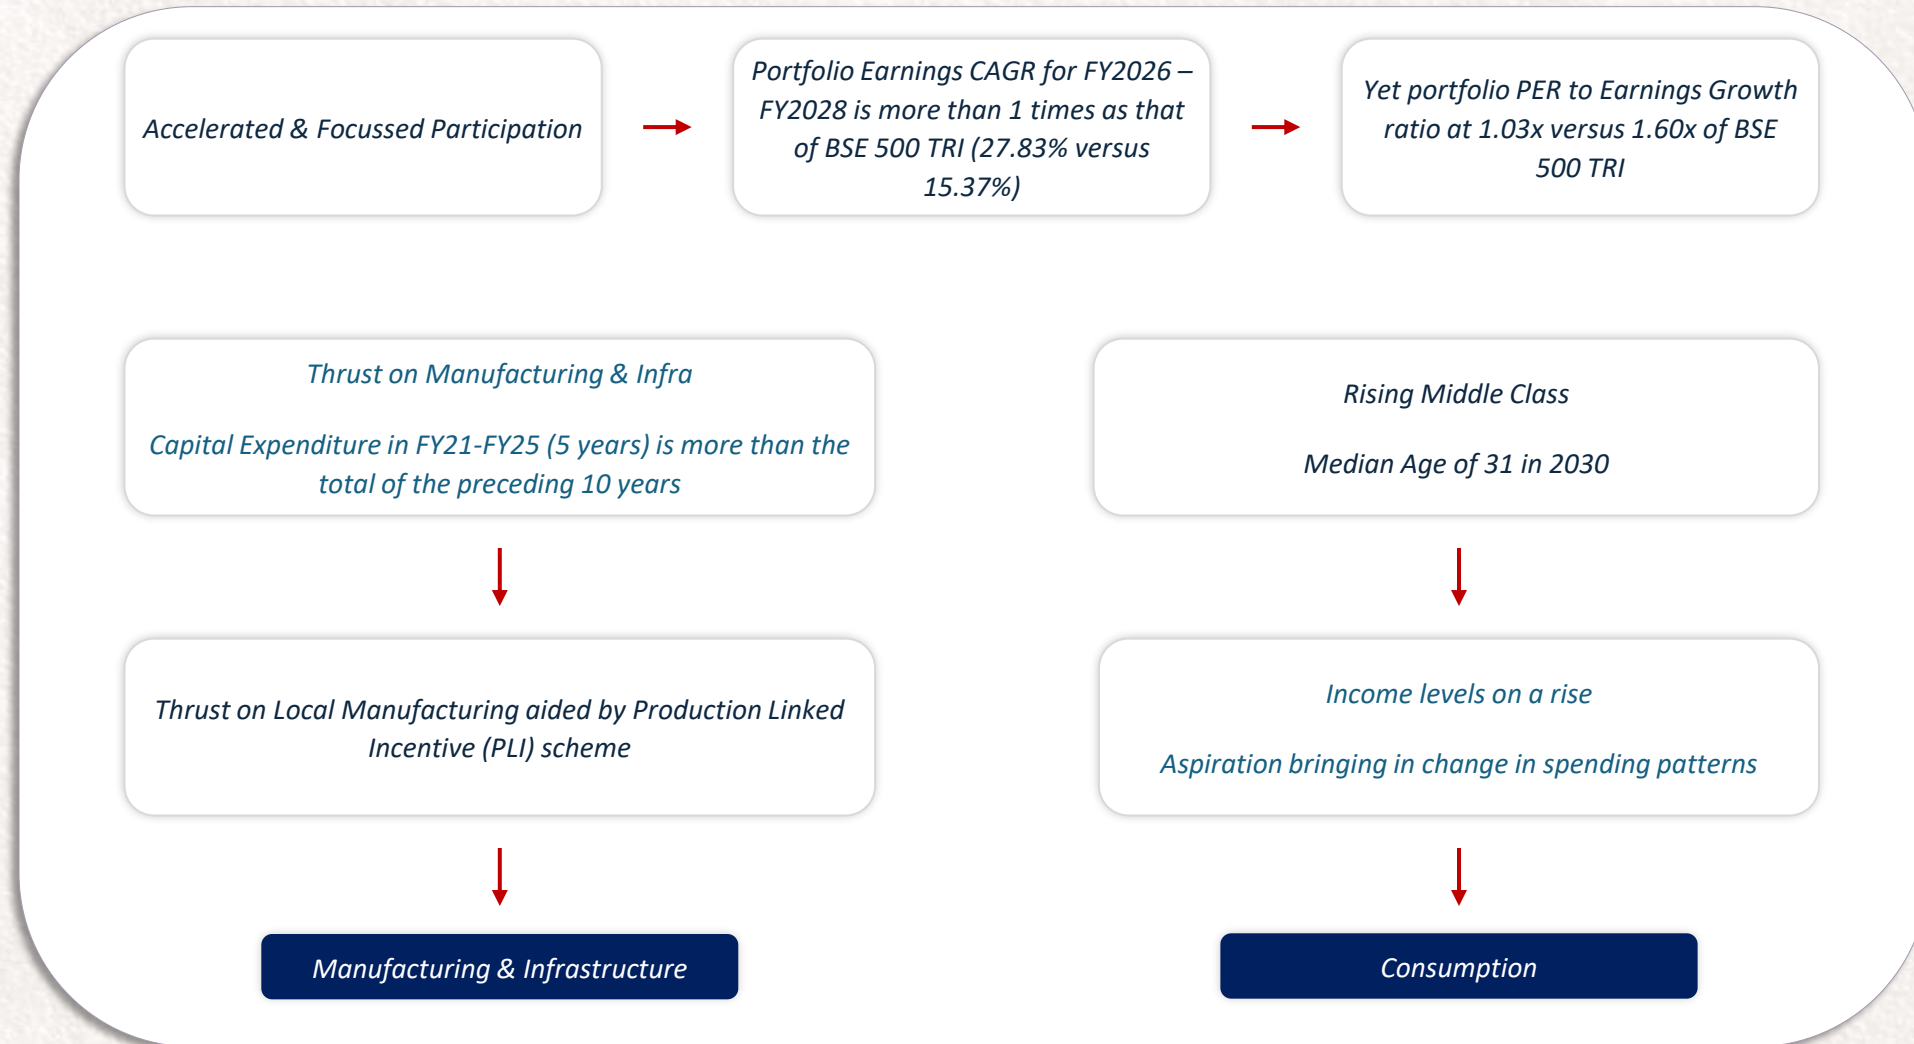 Accelerated & Focussed Participation
Portfolio Earnings CAGR for FY2026 –
FY2028 is more than 1 times as that
of BSE 500 TRI (27.83% versus
15.37%)
Yet portfolio PER to Earnings Growth
ratio at 1.03x versus 1.60x of BSE
500 TRI
Thrust on Manufacturing & Infra
Capital Expenditure in FY21-FY25 (5 years) is more than the
total of the preceding 10 years
Rising Middle Class
Median Age of 31 in 2030
Thrust on Local Manufacturing aided by Production Linked
Incentive (PLI) scheme
Income levels on a rise
Aspiration bringing in change in spending patterns
Manufacturing & Infrastructure
Consumption